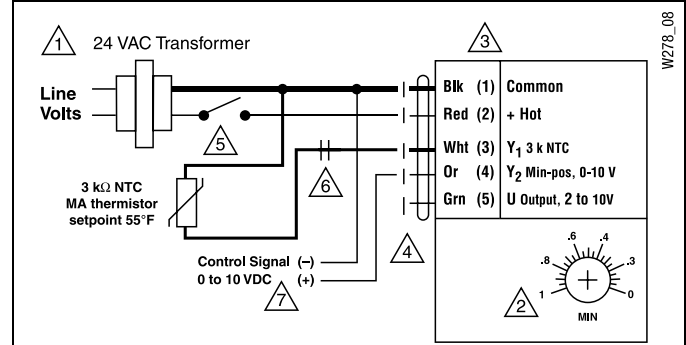 W278_08
1 24 VAC Transformer
3
Line
Volts
Blk (1) Common
Red (2) + Hot
5
Wht (3) Y1 3 k NTC
Or (4) Y2 Min-pos, 0-10 V
Grn (5) U Output, 2 to 10V
6
3 kΩ NTC
MA thermistor
setpoint 55°F
4
Control Signal (–)
0 to 10 VDC (+)
7
2
.6 .4
.8 .3
1 0
MIN